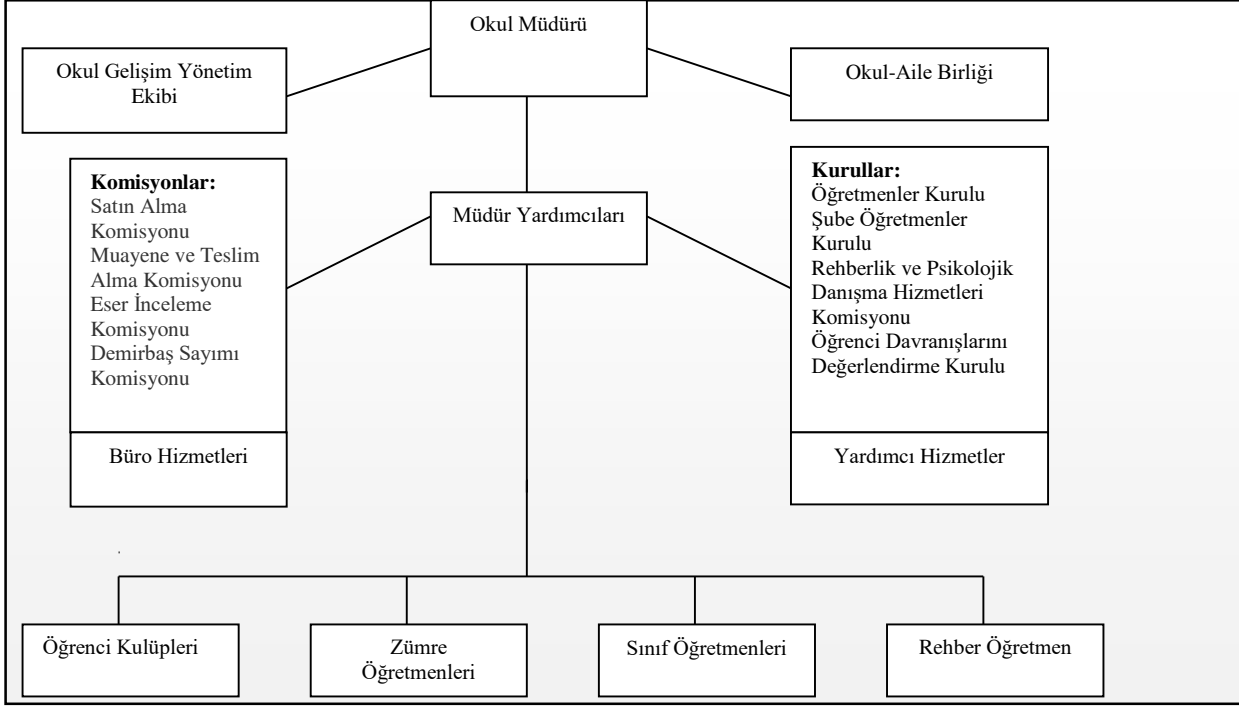 Okul Müdürü
Okul Gelişim Yönetim
Ekibi
Okul-Aile Birliği
Komisyonlar:
Satın Alma
Komisyonu
Muayene ve Teslim
Alma Komisyonu
Eser İnceleme
Komisyonu
Demirbaş Sayımı
Komisyonu
Müdür Yardımcıları
Kurullar:
Öğretmenler Kurulu
Şube Öğretmenler
Kurulu
Rehberlik ve Psikolojik
Danışma Hizmetleri
Komisyonu
Öğrenci Davranışlarını
Değerlendirme Kurulu
Büro Hizmetleri
Yardımcı Hizmetler
Öğrenci Kulüpleri
Zümre
Öğretmenleri
Sınıf Öğretmenleri
Rehber Öğretmen